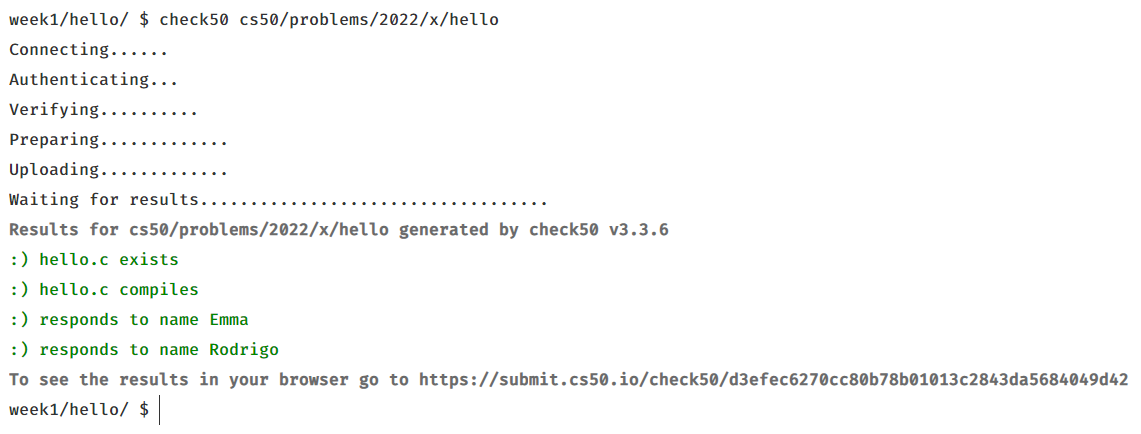 week1/hello/ $ check50 cs50/problems/2022/x/hello
Connecting......
Authenticating...
Verifying..........
Preparing.............
Uploading.............
Waiting for results...................................
Results for cs50/problems/2022/x/hello generated by check50 v3.3.6
:) hello.c exists
:) hello.c compiles
:) responds to name Emma
:) responds to name Rodrigo
To see the results in your browser go to https://submit.cs50.io/check50/d3efec6270cc80b78b01013c2843da5684049d42
week1/hello/ $